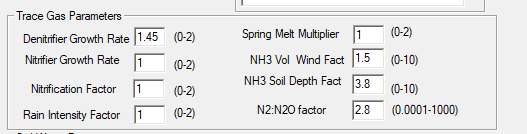 Trace Gas Parameters
Denitrifier Growth Rate 1.45 (0-2) Spring Melt Multiplier 1 (0-2)
Nitrifier Growth Rate 1 (0-2) NH3 Vol Wind Fact 1.5 (0-10)
Nitrification Factor 1 (0-2) NH3 Soil Depth Fact 3.8 (0-10)
Rain Intensity Factor 1 (0-2) N2:N2O factor 2.8 (0.0001-1000)